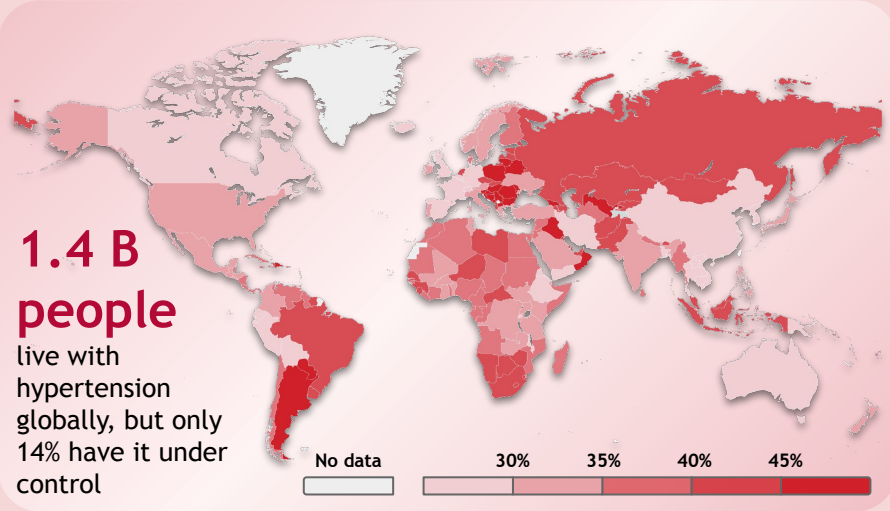 1.4 B
people
live with
hypertension
globally, but only
14% have it under
control
No data
30%
35%
40%
45%